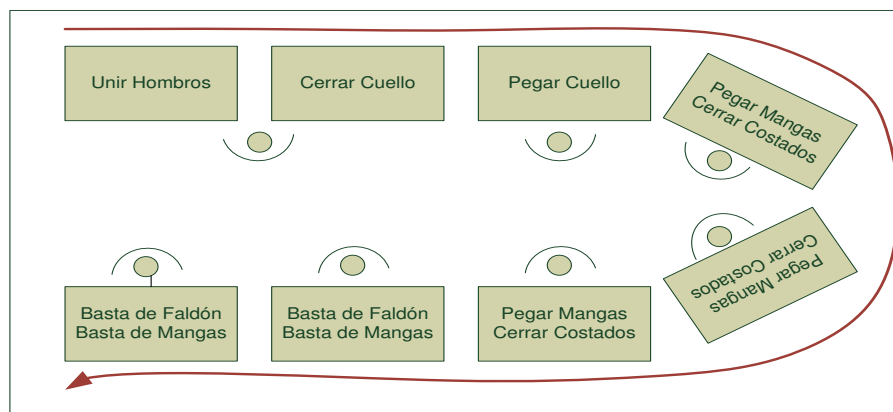 Unir Hombros
Cerrar Cuello
Pegar Cuello
Pegar Mangas
Cerrar Costados
Pegar Mangas
Cerrar Costados
Pegar Mangas
Cerrar Costados
Basta de Faldón
Basta de Mangas
Basta de Faldón
Basta de Mangas